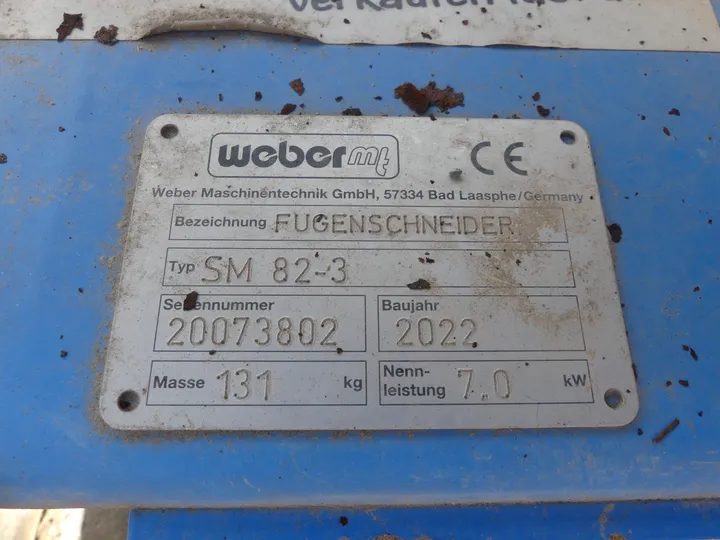 weber mt
CE
Weber Maschinentechnik GmbH, 57334 Bad Laasphe/Germany
Bezeichnung FUGENSCHNEIDER
Typ SM 82-3
Seriennummer
20073802
Baujahr
2022
Masse 131 kg
Nenn-
leistung 7.0 kW